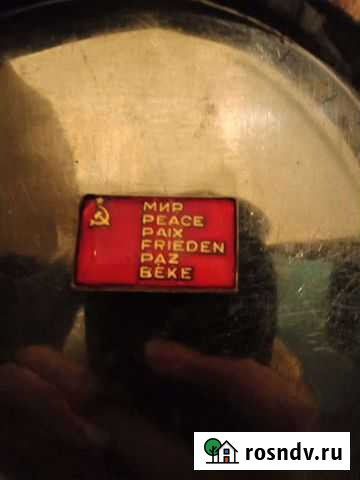 МИР
PEACE
PAIX
FRIEDEN
PAZ
BÉKE
rosndv.ru